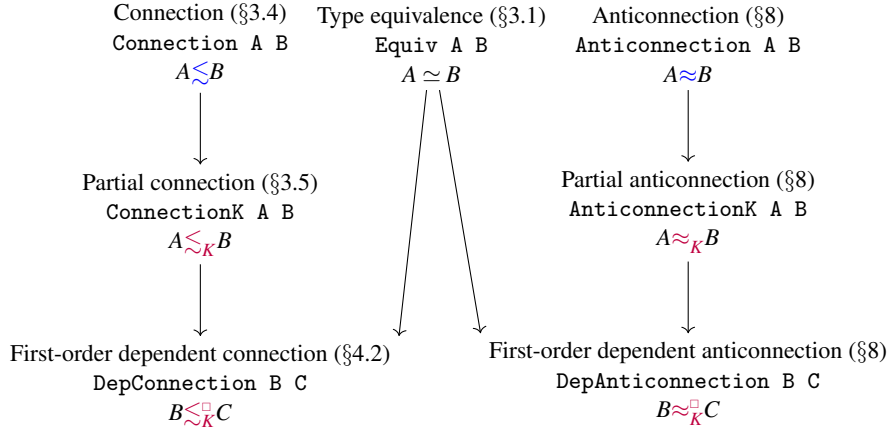 Connection (§3.4)
Connection A B
A ≲ B
Type equivalence (§3.1)
Equiv A B
A ≃ B
Anticonnection (§8)
Anticonnection A B
A ≈ B
Partial connection (§3.5)
ConnectionK A B
A ≲_K B
Partial anticonnection (§8)
AnticonnectionK A B
A ≈_K B
First-order dependent connection (§4.2)
DepConnection B C
B ≲^□_K C
First-order dependent anticonnection (§8)
DepAnticonnection B C
B ≈^□_K C